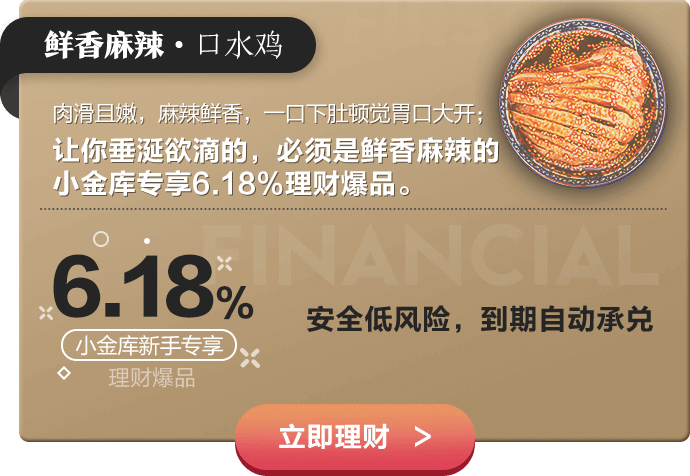 鲜香麻辣·口水鸡
肉滑且嫩，麻辣鲜香，一口下肚顿觉胃口大开；
让你垂涎欲滴的，必须是鲜香麻辣的
小金库专享6.18%理财爆品。
FINANCIAL
6.18%
安全低风险，到期自动承兑
小金库新手专享
理财爆品
立即理财 >